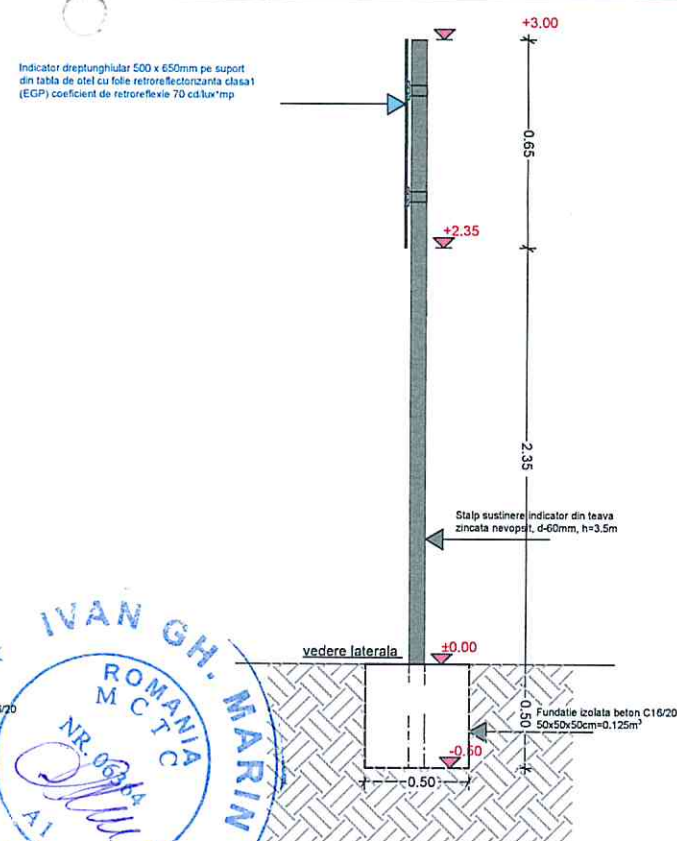 +3.00
Indicator dreptunghiular 500 x 650mm pe suport
din tabla de otel cu folie retroreflectorizanta clasa1
(EGP) coeficient de retroreflexie 70 cd/lux*mp
0.65
+2.35
2.35
Stalp sustinere indicator din teava
zincata nevopsit, d-60mm, h=3.5m
vedere laterala
±0.00
0.50
Fundatie izolata beton C16/20
50x50x50cm=0.125m³
-0.50
0.50
/20
IVAN GH. MARIN
ROMANIA
M C T C
NR.
A1